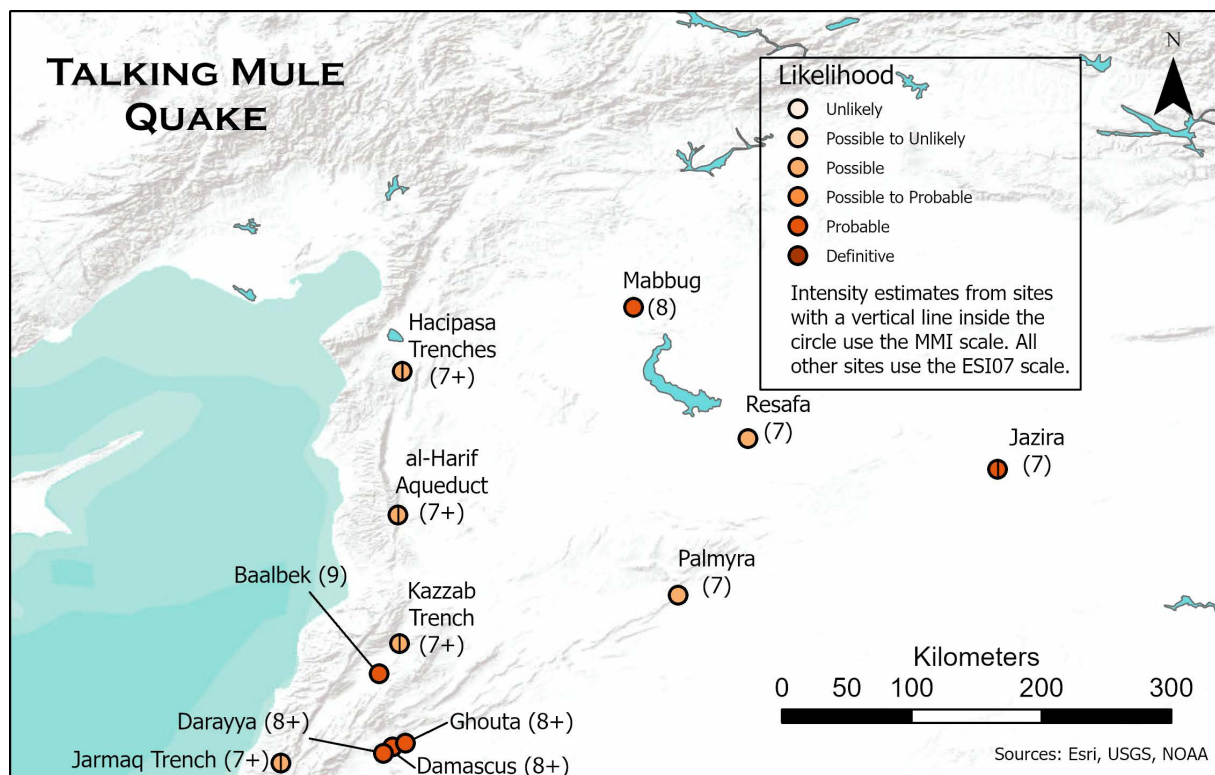 TALKING MULE
QUAKE
N
Likelihood
Unlikely
Possible to Unlikely
Possible
Possible to Probable
Probable
Definitive
Intensity estimates from sites
with a vertical line inside the
circle use the MMI scale. All
other sites use the ESI07 scale.
Mabbug
(8)
Hacipasa
Trenches
(7+)
Resafa
(7)
Jazira
(7)
al-Harif
Aqueduct
(7+)
Palmyra
(7)
Baalbek (9)
Kazzab
Trench
(7+)
Kilometers
0 50 100 200 300
Darayya (8+)
Ghouta (8+)
Jarmaq Trench (7+)
Damascus (8+)
Sources: Esri, USGS, NOAA